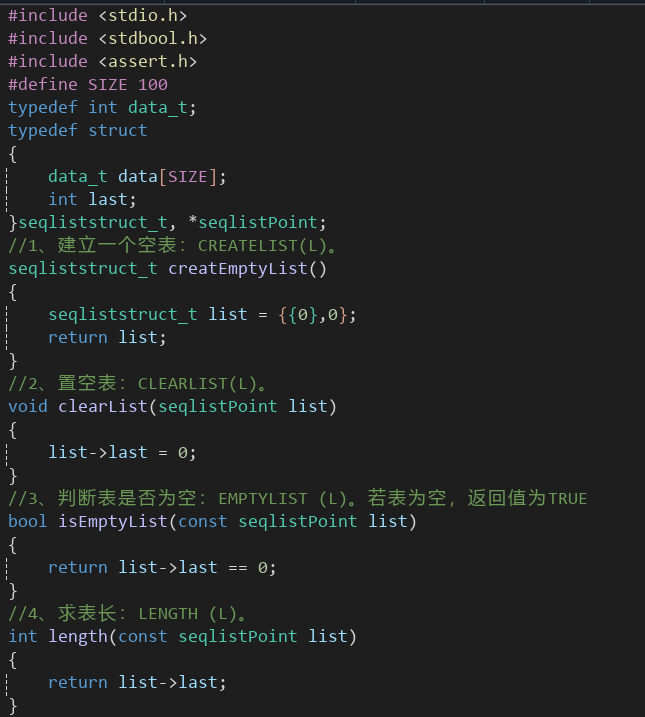 #include <stdio.h>
#include <stdbool.h>
#include <assert.h>
#define SIZE 100
typedef int data_t;
typedef struct
{
    data_t data[SIZE];
    int last;
}seqliststruct_t, *seqlistPoint;
//1、建立一个空表：CREATELIST(L)。
seqliststruct_t creatEmptyList()
{
    seqliststruct_t list = {{0},0};
    return list;
}
//2、置空表：CLEARLIST(L)。
void clearList(seqlistPoint list)
{
    list->last = 0;
}
//3、判断表是否为空：EMPTYLIST (L)。若表为空，返回值为TRUE
bool isEmptyList(const seqlistPoint list)
{
    return list->last == 0;
}
//4、求表长：LENGTH (L)。
int length(const seqlistPoint list)
{
    return list->last;
}